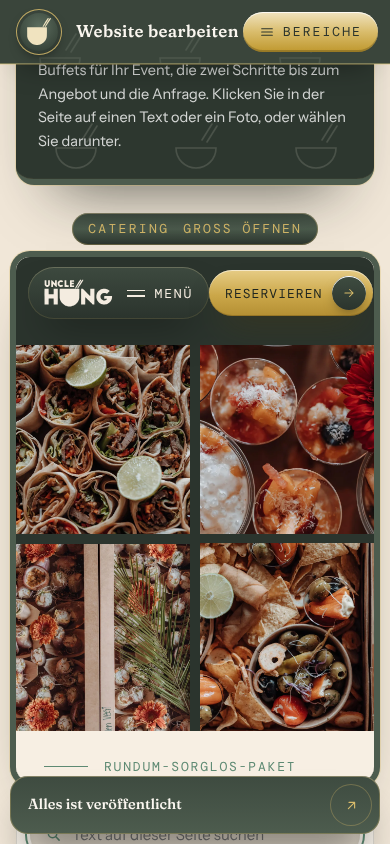 Website bearbeiten
BEREICHE
Buffets für Ihr Event, die zwei Schritte bis zum
Angebot und die Anfrage. Klicken Sie in der
Seite auf einen Text oder ein Foto, oder wählen
Sie darunter.
CATERING GROSS ÖFFNEN
UNCLE
HUNG
MENÜ
RESERVIEREN
RUNDUM-SORGLOS-PAKET
Alles ist veröffentlicht
Text auf dieser Seite suchen